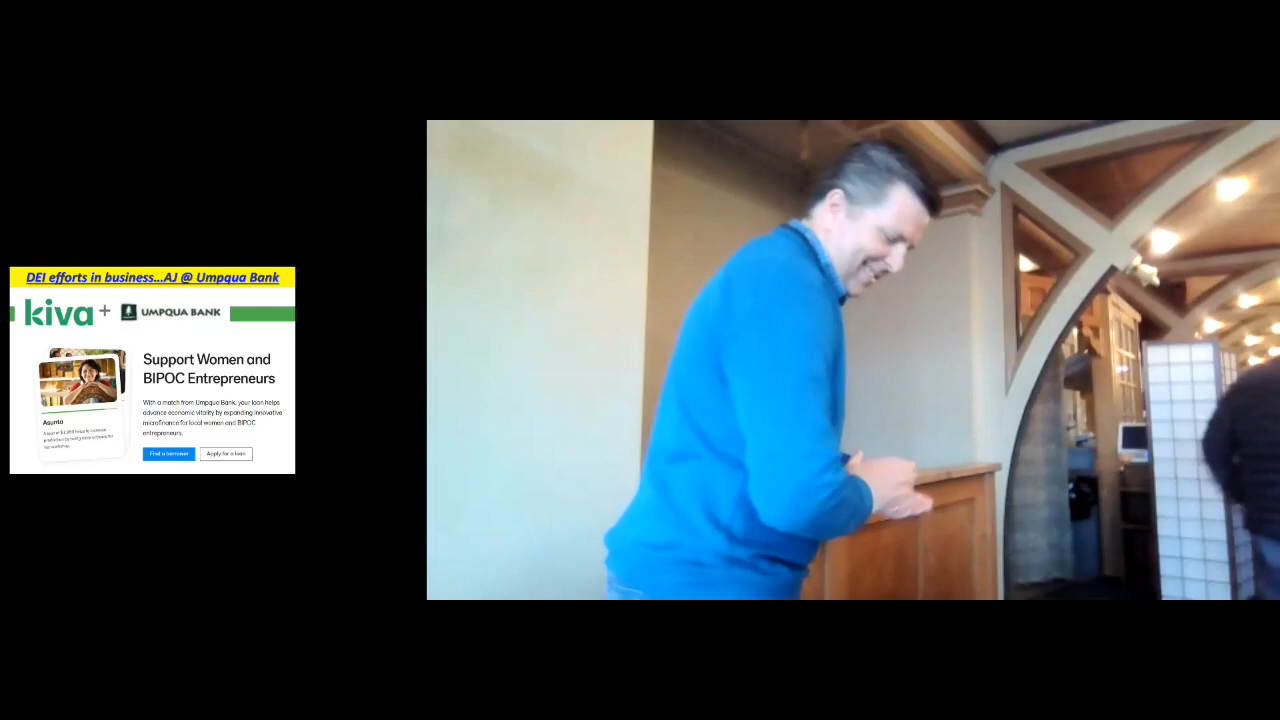 DEI efforts in business...AJ @ Umpqua Bank
kiva + UMPQUA BANK
Support Women and
BIPOC Entrepreneurs
With a match from Umpqua Bank, your loan helps
advance economic vitality by expanding innovative
microfinance for local women and BIPOC
entrepreneurs.
Find a borrower Apply for a loan
Asunta